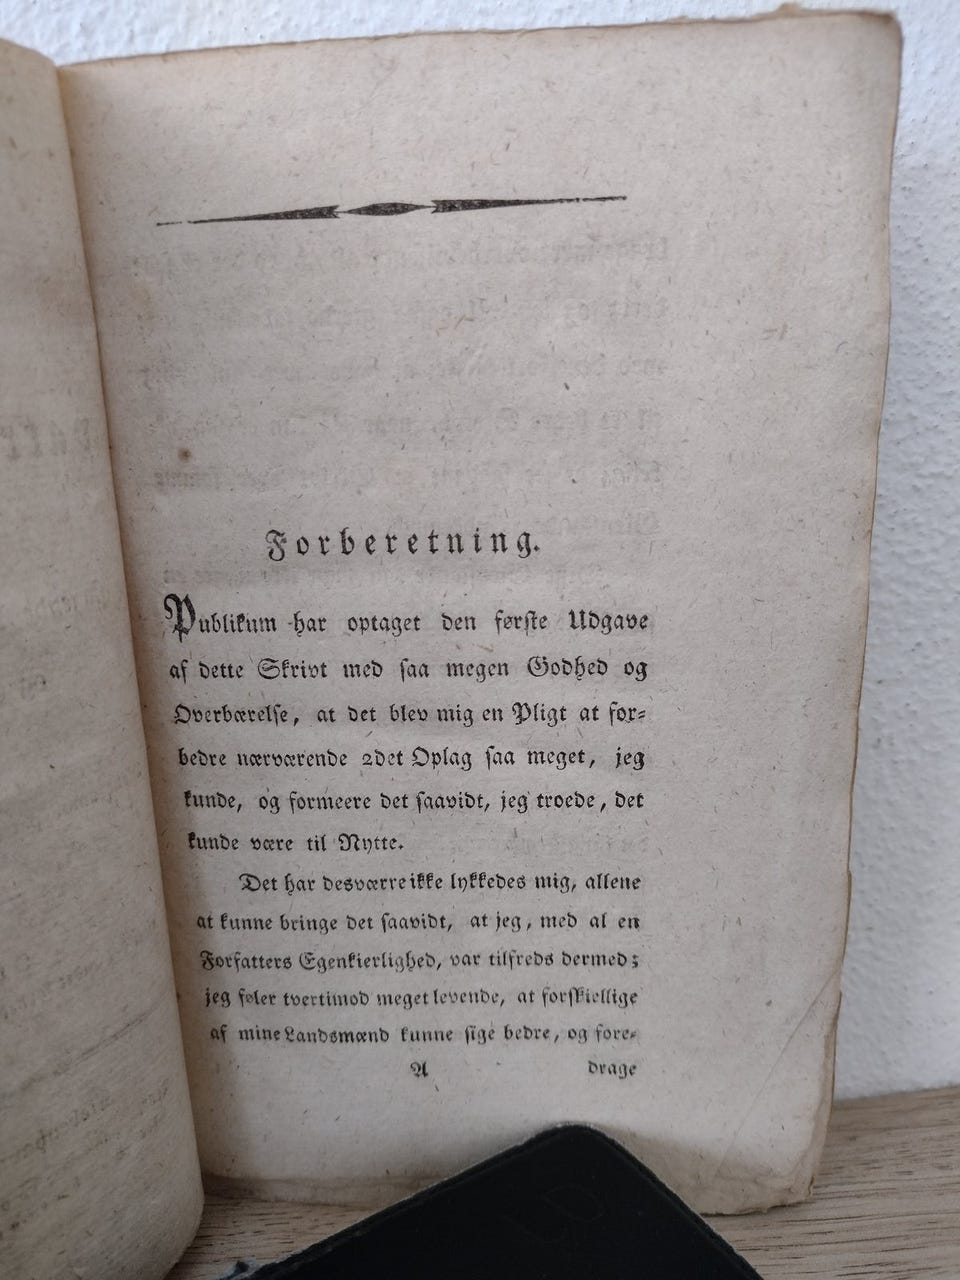 Forberetning.
Publikum har optaget den første Udgave
af dette Skrivt med saa megen Godhed og
Overbærelse, at det blev mig en Pligt at for=
bedre nærværende 2det Oplag saa meget, jeg
kunde, og formeere det saavidt, jeg troede, det
kunde være til Nytte.
Det har desværre ikke lykkedes mig, allene
at kunne bringe det saavidt, at jeg, med al en
Forfatters Egenkierlighed, var tilfreds dermed;
jeg føler tvertimod meget levende, at forskiellige
af mine Landsmænd kunne sige bedre, og fore=
A drage